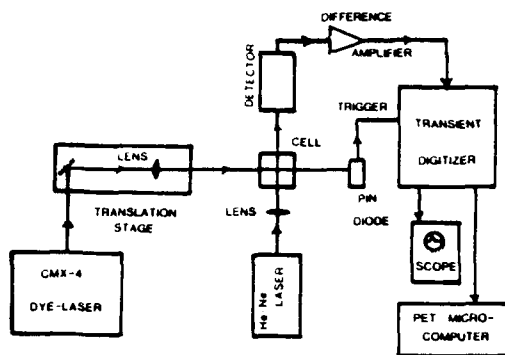 DIFFERENCE
AMPLIFIER
DETECTOR
TRIGGER
TRANSIENT
DIGITIZER
CELL
LENS
LENS
TRANSLATION
STAGE
PIN
DIODE
He Ne
LASER
SCOPE
CMX-4
DYE-LASER
PET MICRO-
COMPUTER